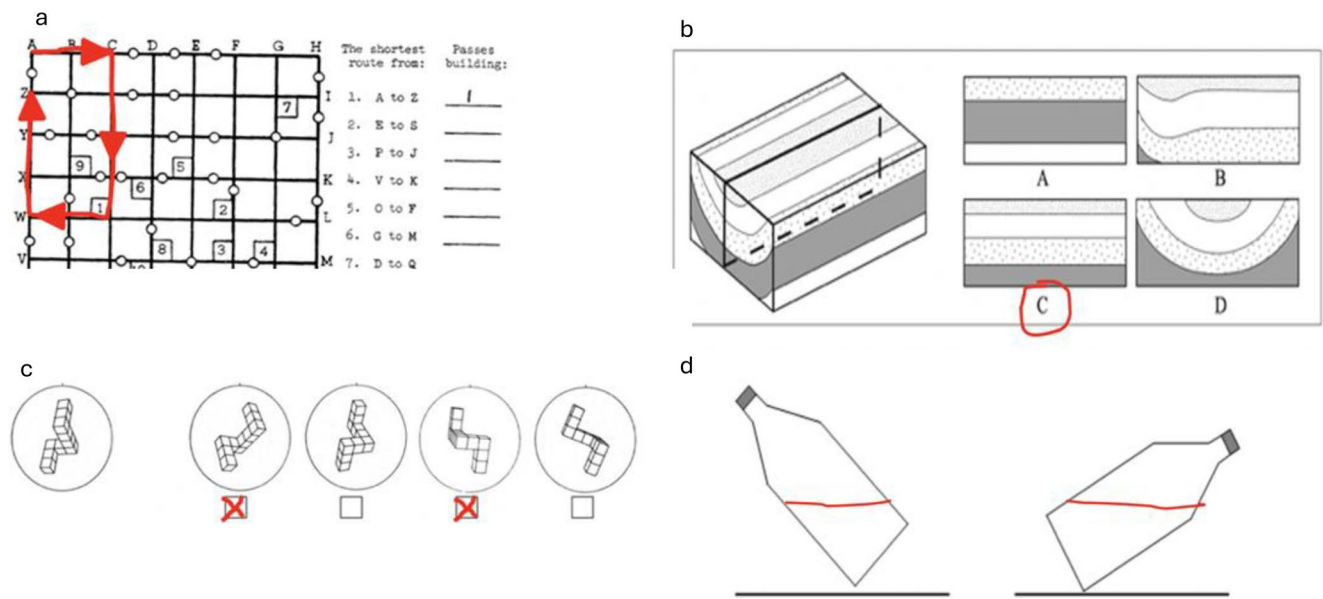 a
A B C D E F G H
I
Z
7
Y
J
9
5
X
6
K
1
2
W
L
8
3
4
V
M
The shortest route from:
Passes building:
1. A to Z 1
2. E to S
3. P to J
4. V to K
5. O to F
6. G to M
7. D to Q
b
A
B
C
D
c
d